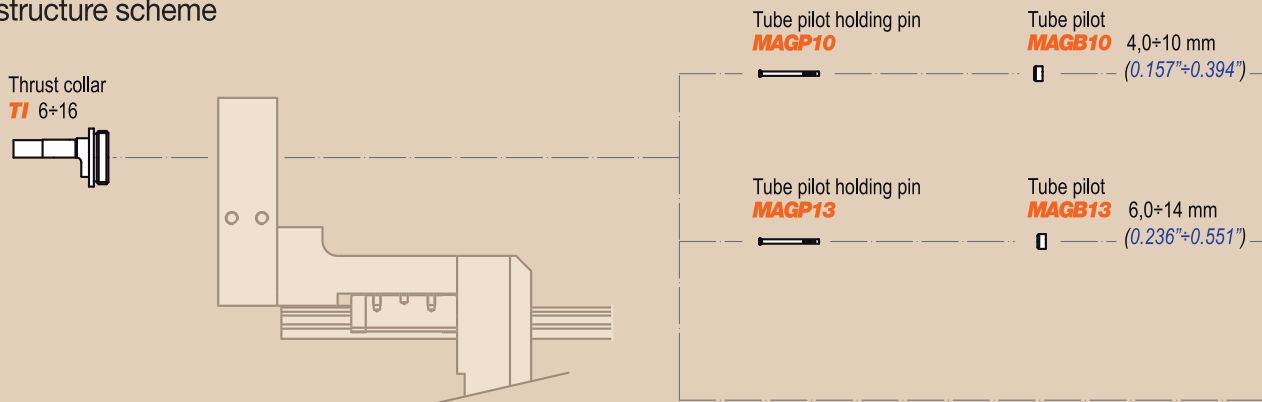 structure scheme
Thrust collar
TI 6÷16
Tube pilot holding pin
MAGP10
Tube pilot
MAGB10 4,0÷10 mm
(0.157”÷0.394”)
Tube pilot holding pin
MAGP13
Tube pilot
MAGB13 6,0÷14 mm
(0.236”÷0.551”)